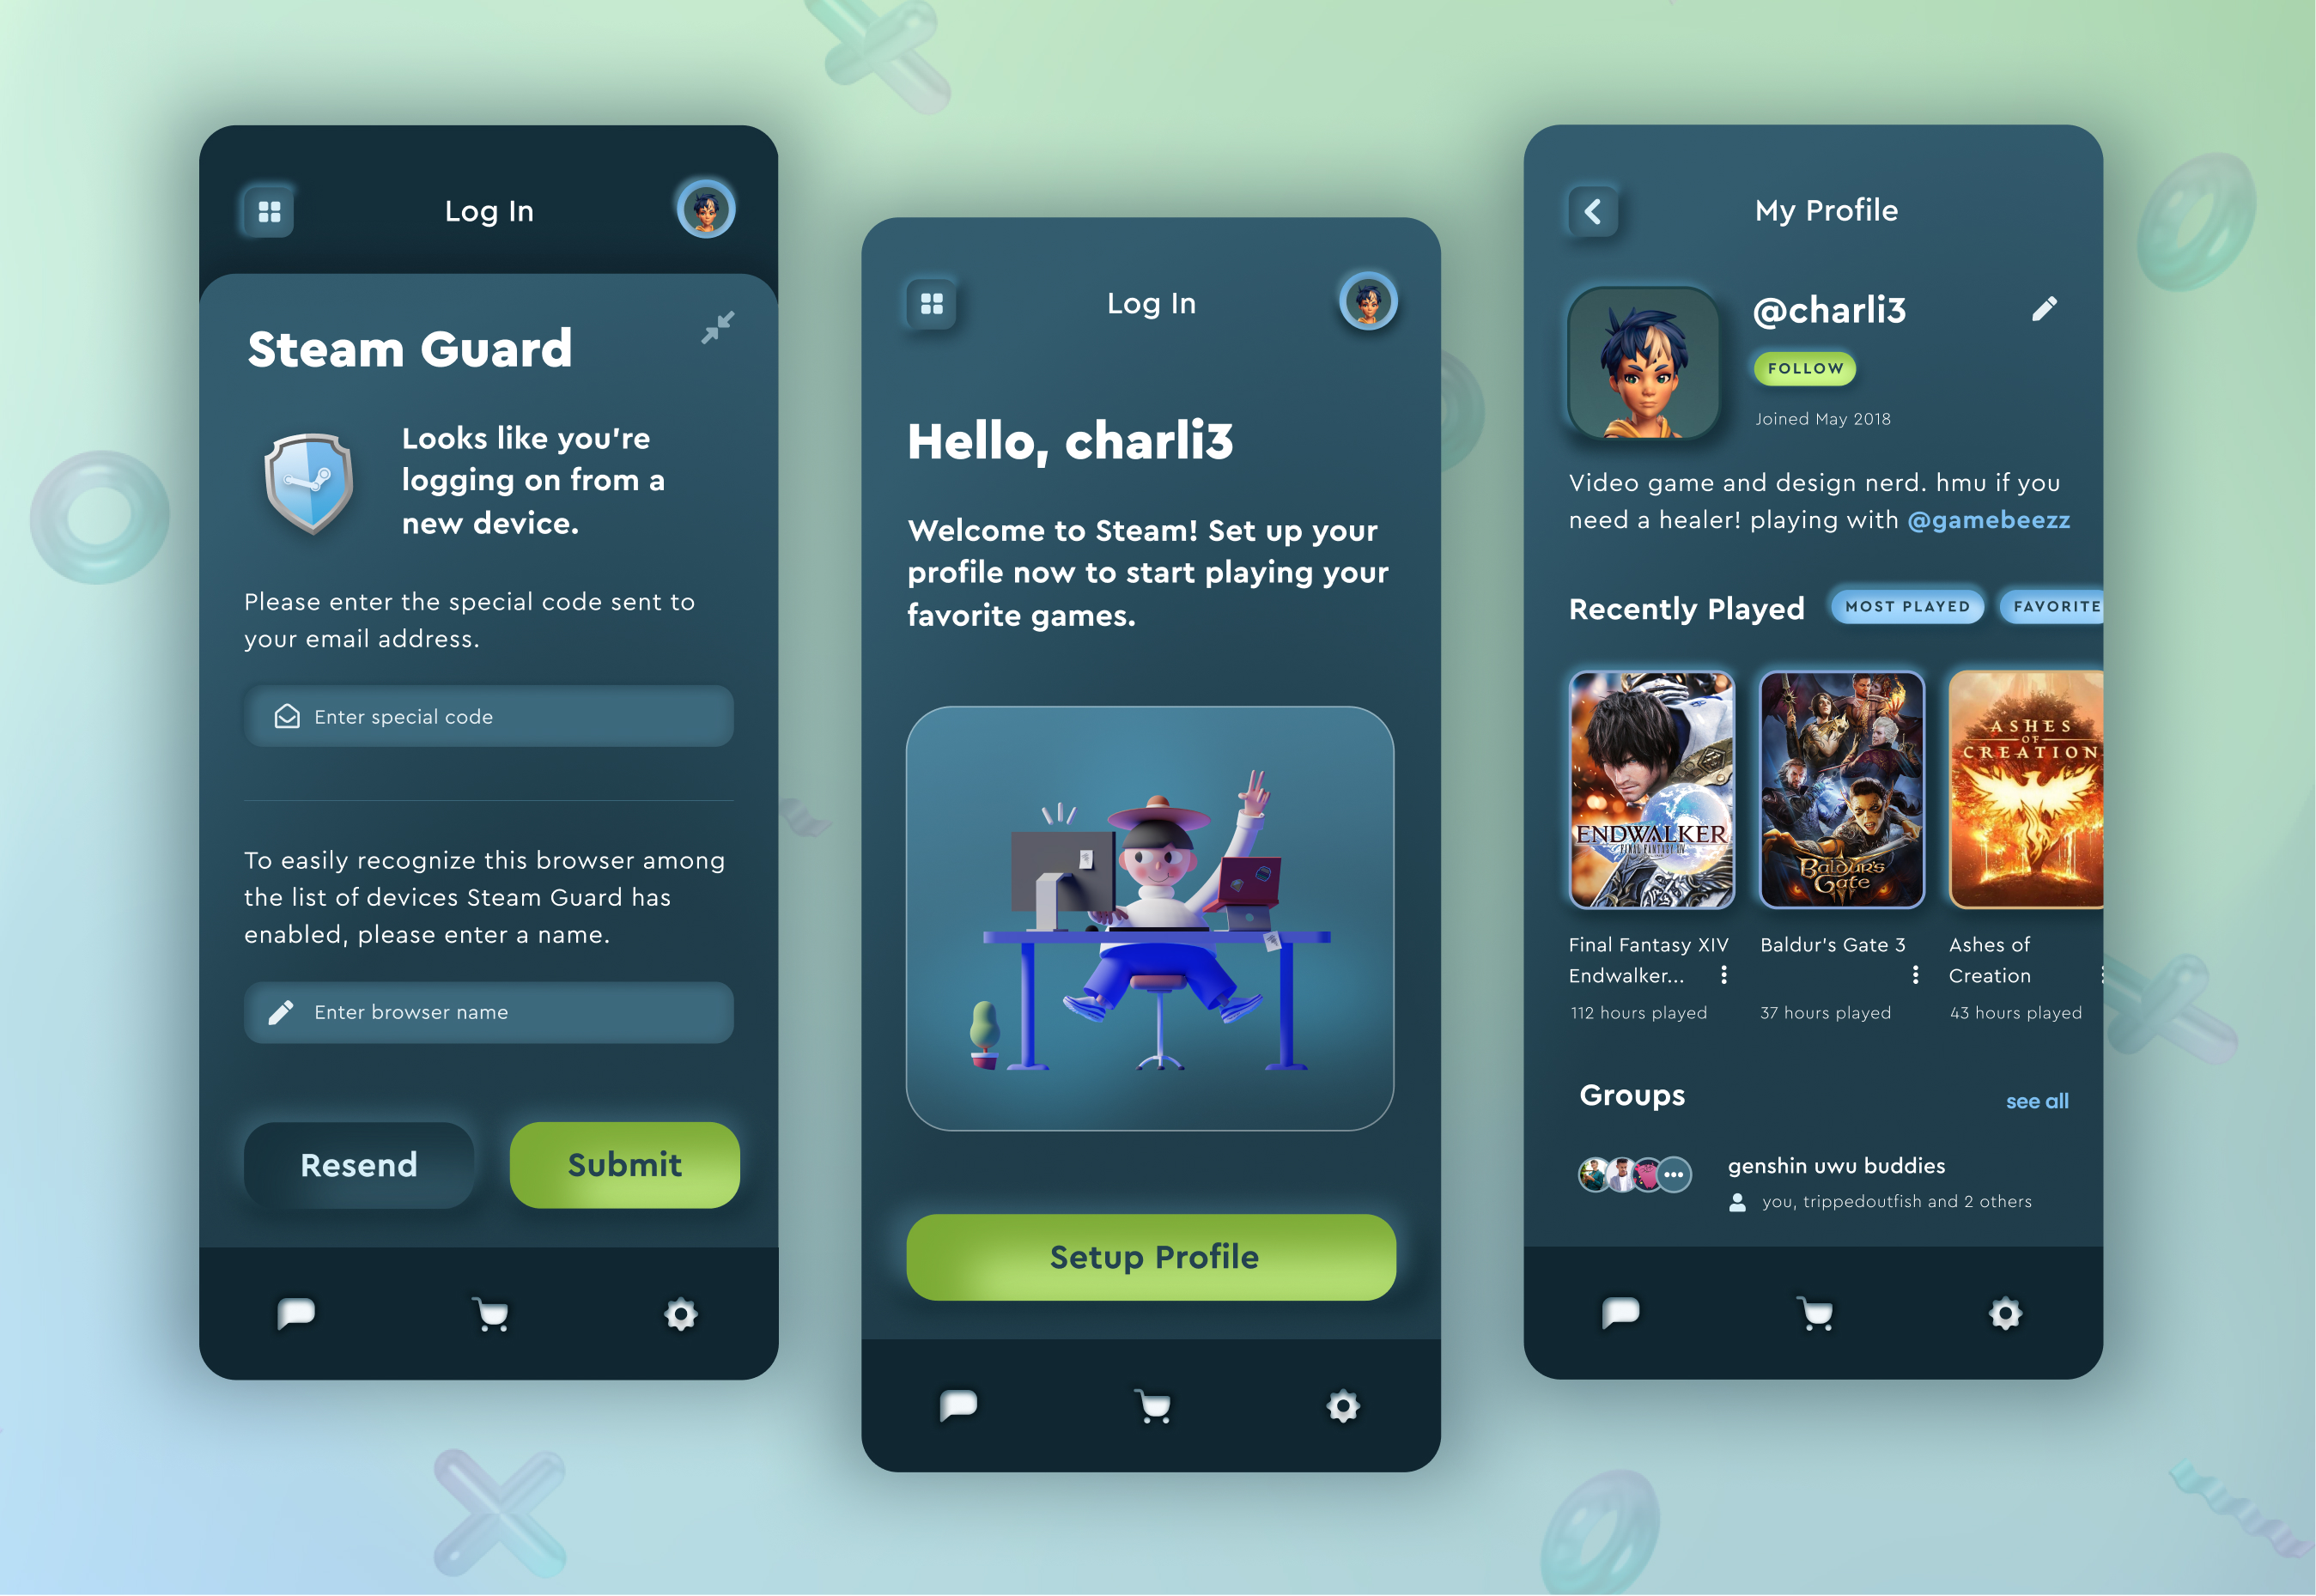 Log In
Steam Guard
Looks like you're
logging on from a
new device.
Please enter the special code sent to
your email address.
Enter special code
To easily recognize this browser among
the list of devices Steam Guard has
enabled, please enter a name.
Enter browser name
Resend
Submit
Log In
Hello, charli3
Welcome to Steam! Set up your
profile now to start playing your
favorite games.
Setup Profile
My Profile
@charli3
FOLLOW
Joined May 2018
Video game and design nerd. hmu if you
need a healer! playing with @gamebeezz
Recently Played
MOST PLAYED
FAVORITE
ENDWALKER
FINAL FANTASY XIV
BALDUR'S
GATE
ASHES
OF
CREATION
Final Fantasy XIV
Endwalker...
112 hours played
Baldur's Gate 3
37 hours played
Ashes of
Creation
43 hours played
Groups
see all
genshin uwu buddies
you, trippedoutfish and 2 others